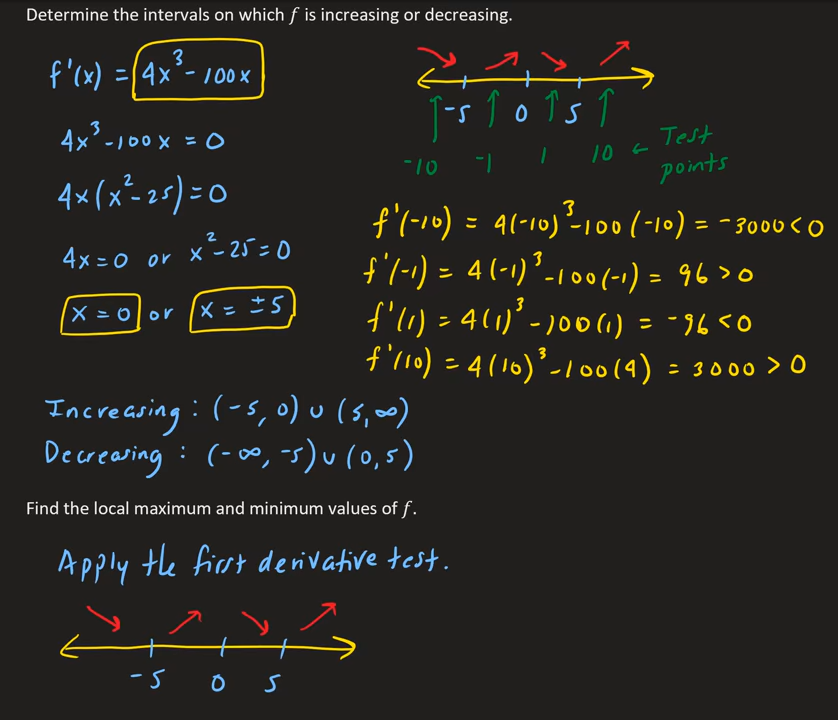 Determine the intervals on which f is increasing or decreasing.
f'(x) = 4x³ - 100x
4x³ - 100x = 0
4x(x² - 25) = 0
4x = 0 or x² - 25 = 0
x = 0 or x = ±5
-5 0 5
-10 -1 1 10 ← Test points
f'(-10) = 4(-10)³ - 100(-10) = -3000 < 0
f'(-1) = 4(-1)³ - 100(-1) = 96 > 0
f'(1) = 4(1)³ - 100(1) = -96 < 0
f'(10) = 4(10)³ - 100(4) = 3000 > 0
Increasing : (-5, 0) ∪ (5, ∞)
Decreasing : (-∞, -5) ∪ (0, 5)
Find the local maximum and minimum values of f.
Apply the first derivative test.
-5 0 5